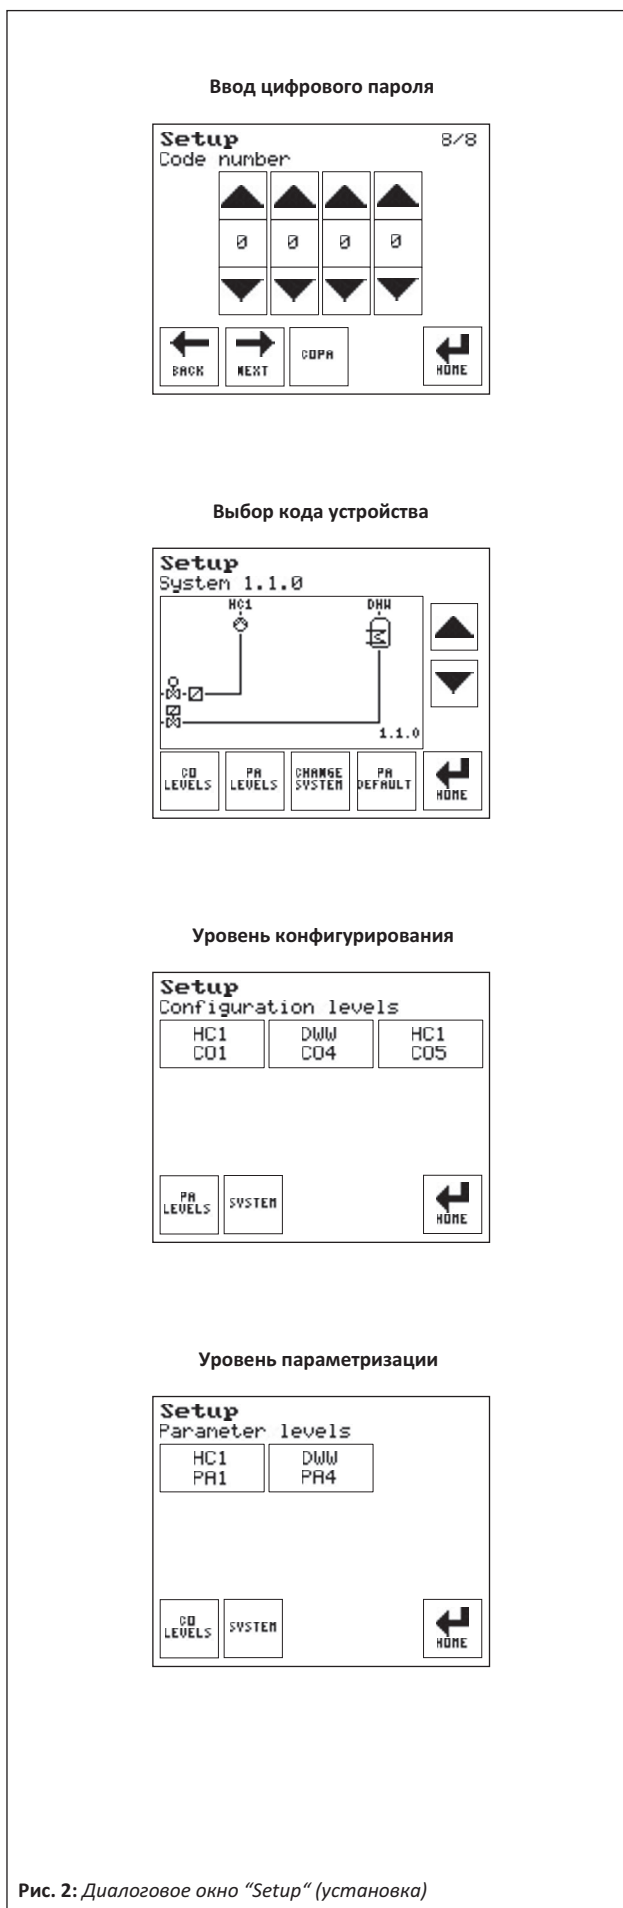 Ввод цифрового пароля
Setup 8/8
Code number
0 0 0 0
BACK NEXT COPA HOME
Выбор кода устройства
Setup
System 1.1.0
HC1 DHW
1.1.0
CO LEVELS PA LEVELS CHANGE SYSTEM PA DEFAULT HOME
Уровень конфигурирования
Setup
Configuration levels
HC1 DWW HC1
CO1 CO4 CO5
PA LEVELS SYSTEM HOME
Уровень параметризации
Setup
Parameter levels
HC1 DWW
PA1 PA4
CO LEVELS SYSTEM HOME
Рис. 2: Диалоговое окно “Setup“ (установка)